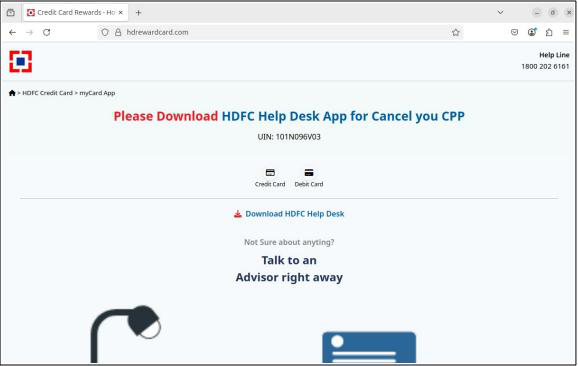 Credit Card Rewards - Ho
hdrewardcard.com
Help Line
1800 202 6161
> HDFC Credit Card > myCard App
Please Download HDFC Help Desk App for Cancel you CPP
UIN: 101N096V03
Credit Card Debit Card
Download HDFC Help Desk
Not Sure about anyting?
Talk to an
Advisor right away